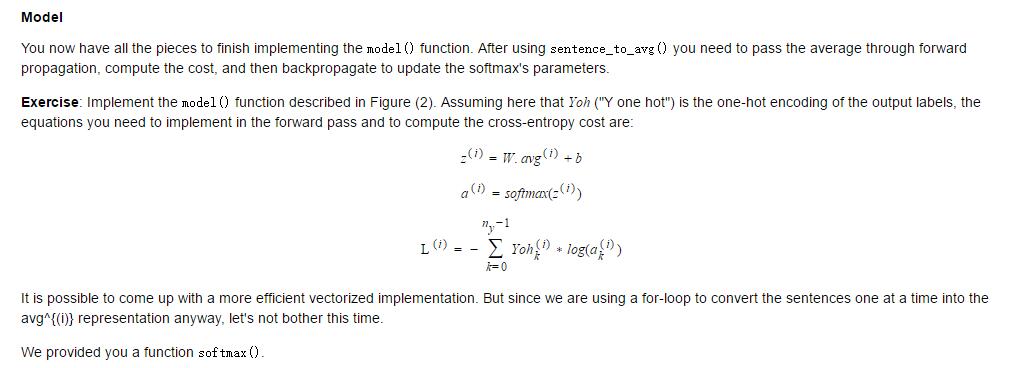 Model
You now have all the pieces to finish implementing the model() function. After using sentence_to_avg() you need to pass the average through forward
propagation, compute the cost, and then backpropagate to update the softmax's parameters.
Exercise: Implement the model() function described in Figure (2). Assuming here that Yoh ("Y one hot") is the one-hot encoding of the output labels, the
equations you need to implement in the forward pass and to compute the cross-entropy cost are:
z^{(i)} = W. avg^{(i)} + b
a^{(i)} = softmax(z^{(i)})
L^{(i)} = - \sum_{k=0}^{n_y-1} Yoh_k^{(i)} * log(a_k^{(i)})
It is possible to come up with a more efficient vectorized implementation. But since we are using a for-loop to convert the sentences one at a time into the
avg^{(i)} representation anyway, let's not bother this time.
We provided you a function softmax().